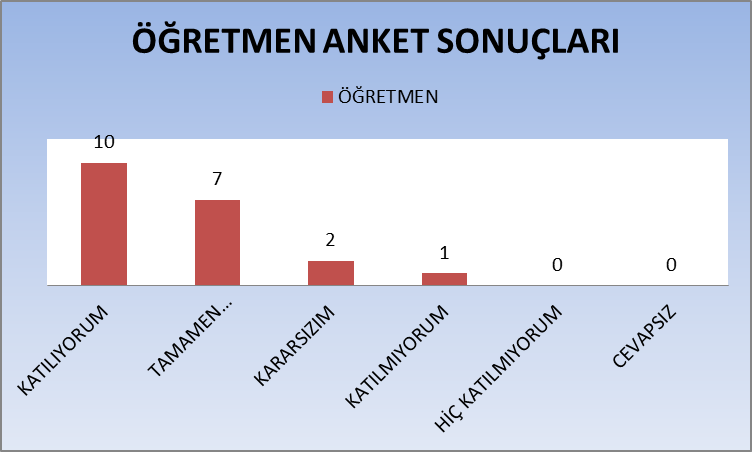 ÖĞRETMEN ANKET SONUÇLARI
ÖĞRETMEN
10
7
2
1
0
0
KATILIYORUM
TAMAMEN...
KARARSIZIM
KATILMIYORUM
HİÇ KATILMIYORUM
CEVAPSIZ